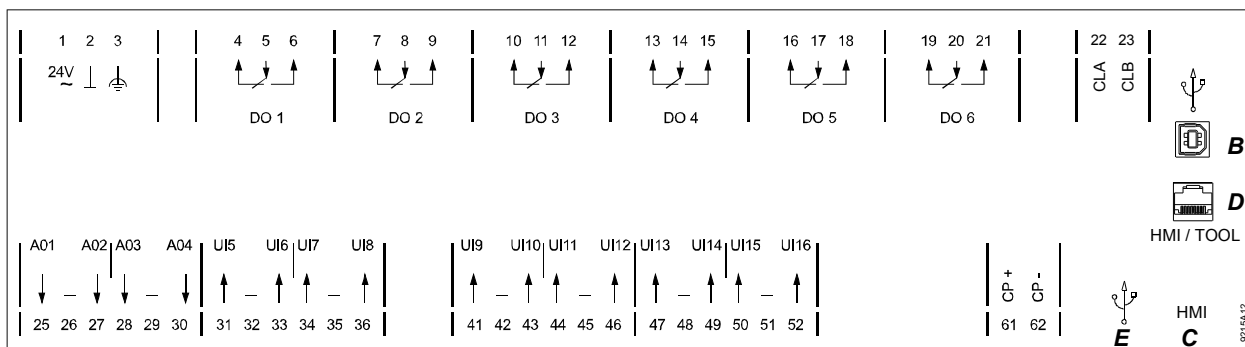 1 2 3 4 5 6 7 8 9 10 11 12 13 14 15 16 17 18 19 20 21 22 23
24V
~
CLA CLB
DO 1 DO 2 DO 3 DO 4 DO 5 DO 6
B
D
HMI / TOOL
A01 A02 A03 A04 UI5 UI6 UI7 UI8 UI9 UI10 UI11 UI12 UI13 UI14 UI15 UI16
CP + CP -
25 26 27 28 29 30 31 32 33 34 35 36 41 42 43 44 45 46 47 48 49 50 51 52 61 62
HMI
E C